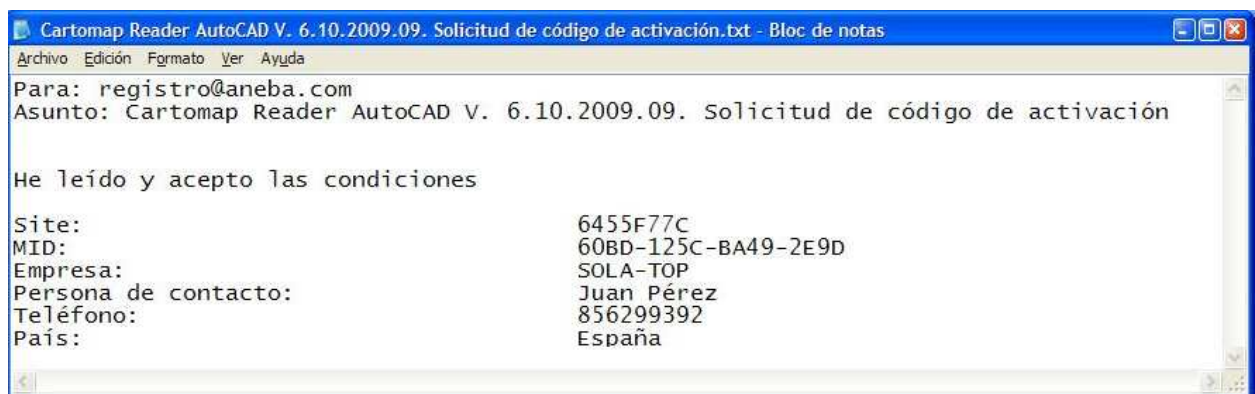 Cartomap Reader AutoCAD V. 6.10.2009.09. Solicitud de código de activación.txt - Bloc de notas
Archivo Edición Formato Ver Ayuda
Para: registro@aneba.com
Asunto: Cartomap Reader AutoCAD V. 6.10.2009.09. Solicitud de código de activación
He leído y acepto las condiciones
Site: 6455F77C
MID: 60BD-125C-BA49-2E9D
Empresa: SOLA-TOP
Persona de contacto: Juan Pérez
Teléfono: 856299392
País: España